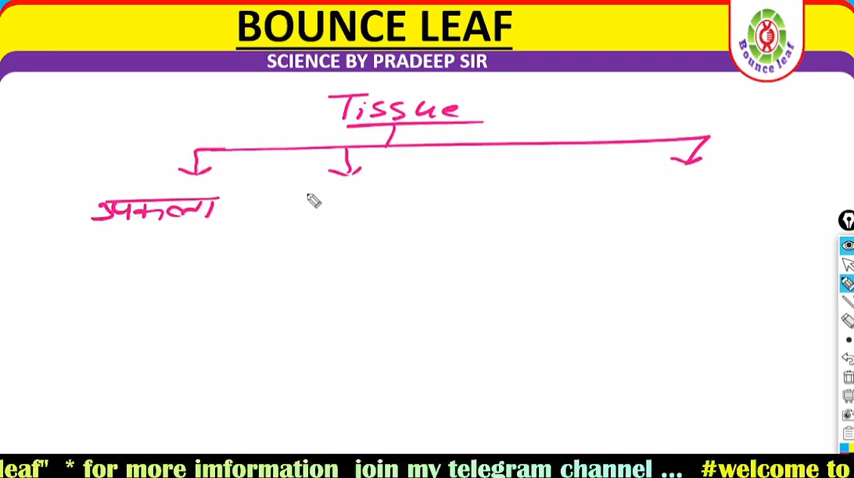 BOUNCE LEAF
SCIENCE BY PRADEEP SIR
Bounce leaf
Tissue
उपकला
leaf" * for more imformation join my telegram channel ... #welcome to